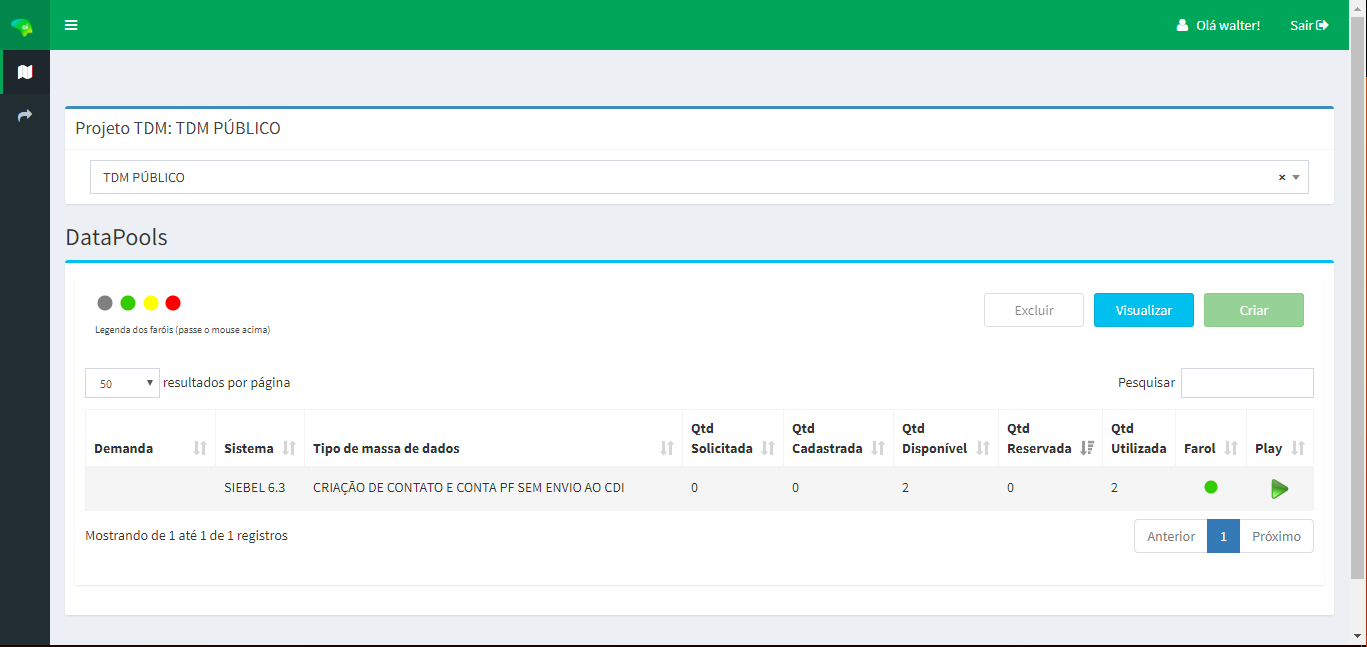 Olá walter! Sair
Projeto TDM: TDM PÚBLICO
TDM PÚBLICO ×
DataPools
Legenda dos faróis (passe o mouse acima)
Excluir Visualizar Criar
50 resultados por página Pesquisar
Demanda Sistema Tipo de massa de dados Qtd Solicitada Qtd Cadastrada Qtd Disponível Qtd Reservada Qtd Utilizada Farol Play
SIEBEL 6.3 CRIAÇÃO DE CONTATO E CONTA PF SEM ENVIO AO CDI 0 0 2 0 2
Mostrando de 1 até 1 de 1 registros Anterior 1 Próximo